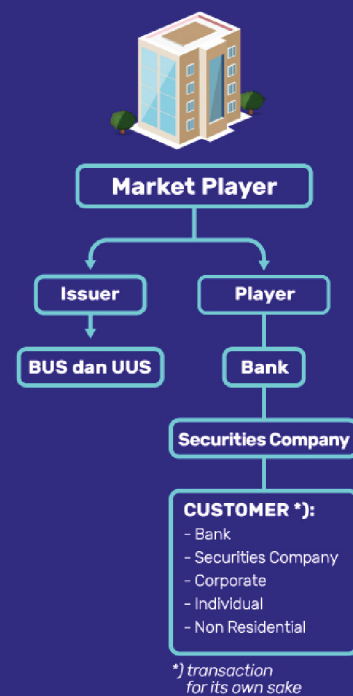 Market Player
Issuer
Player
BUS dan UUS
Bank
Securities Company
CUSTOMER *):
- Bank
- Securities Company
- Corporate
- Individual
- Non Residential
*) transaction
for its own sake